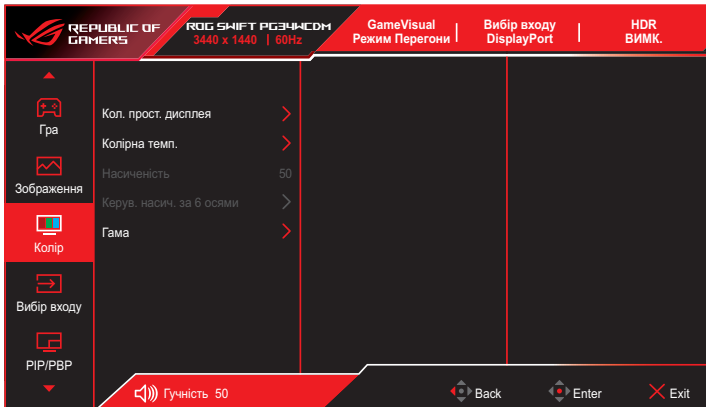 REPUBLIC OF
GAMERS
ROG SWIFT PG34WCDM
3440 x 1440 | 60Hz
GameVisual
Режим Перегони
Вибір входу
DisplayPort
HDR
ВИМК.
Гра
Зображення
Колір
Вибір входу
PIP/PBP
Кол. прост. дисплея
Колірна темп.
Насиченість 50
Керув. насич. за 6 осями
Гама
Гучність 50
Back
Enter
Exit